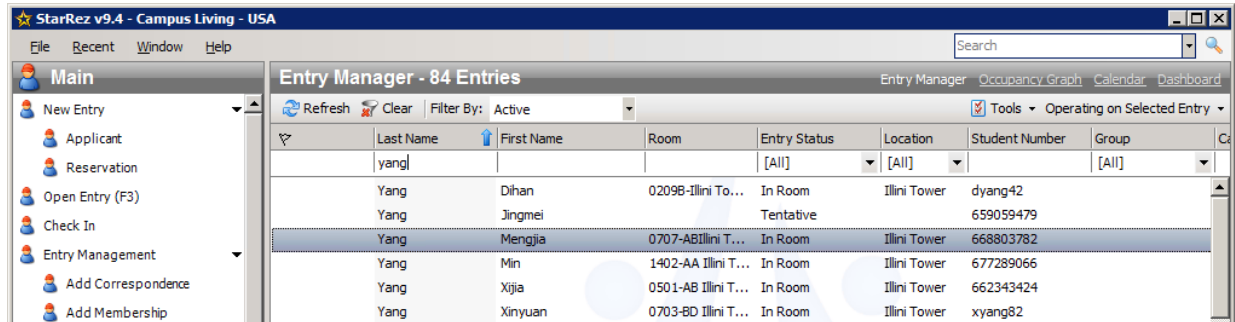 StarRez v9.4 - Campus Living - USA
File Recent Window Help Search
Main Entry Manager - 84 Entries Entry Manager Occupancy Graph Calendar Dashboard
New Entry Refresh Clear Filter By: Active Tools Operating on Selected Entry
Applicant Last Name First Name Room Entry Status Location Student Number Group Ca
Reservation yang [All] [All] [All]
Open Entry (F3) Yang Dihan 0209B-Illini To... In Room Illini Tower dyang42
Yang Jingmei Tentative 659059479
Check In
Yang Mengjia 0707-ABIllini T... In Room Illini Tower 668803782
Entry Management Yang Min 1402-AA Illini T... In Room Illini Tower 677289066
Add Correspondence Yang Xijia 0501-AB Illini T... In Room Illini Tower 662343424
Add Membership Yang Xinyuan 0703-BD Illini T... In Room Illini Tower xyang82